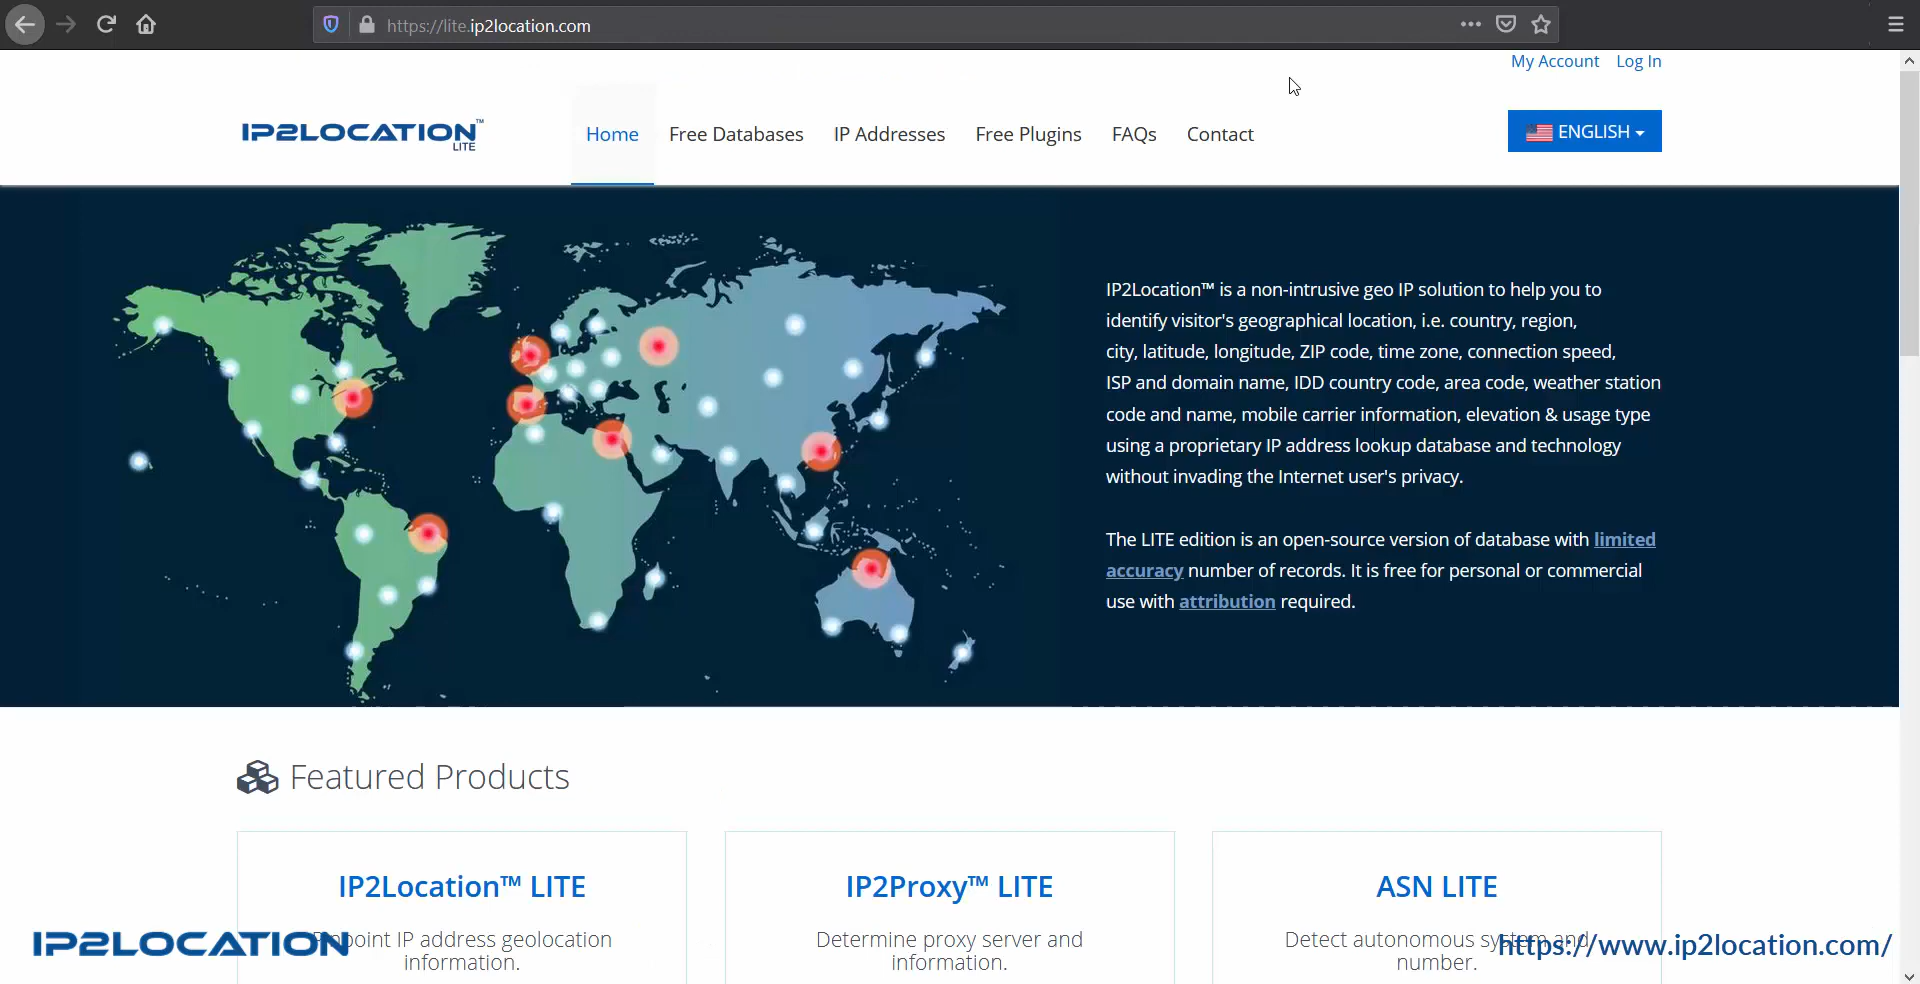 https://lite.ip2location.com
My Account Log In
IP2LOCATION™
LITE
Home Free Databases IP Addresses Free Plugins FAQs Contact
ENGLISH
IP2Location™ is a non-intrusive geo IP solution to help you to
identify visitor's geographical location, i.e. country, region,
city, latitude, longitude, ZIP code, time zone, connection speed,
ISP and domain name, IDD country code, area code, weather station
code and name, mobile carrier information, elevation & usage type
using a proprietary IP address lookup database and technology
without invading the Internet user's privacy.
The LITE edition is an open-source version of database with limited
accuracy number of records. It is free for personal or commercial
use with attribution required.
Featured Products
IP2Location™ LITE
Pinpoint IP address geolocation
information.
IP2Proxy™ LITE
Determine proxy server and
information.
ASN LITE
Detect autonomous system and
number.
IP2LOCATION
https://www.ip2location.com/